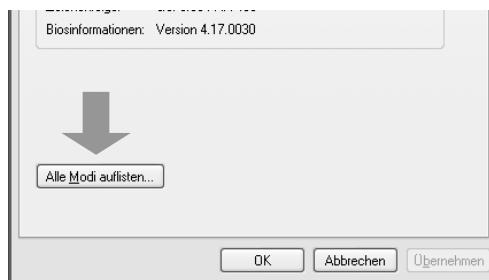 Biosinformationen: Version 4.17.0030
Alle Modi auflisten...
OK Abbrechen Übernehmen